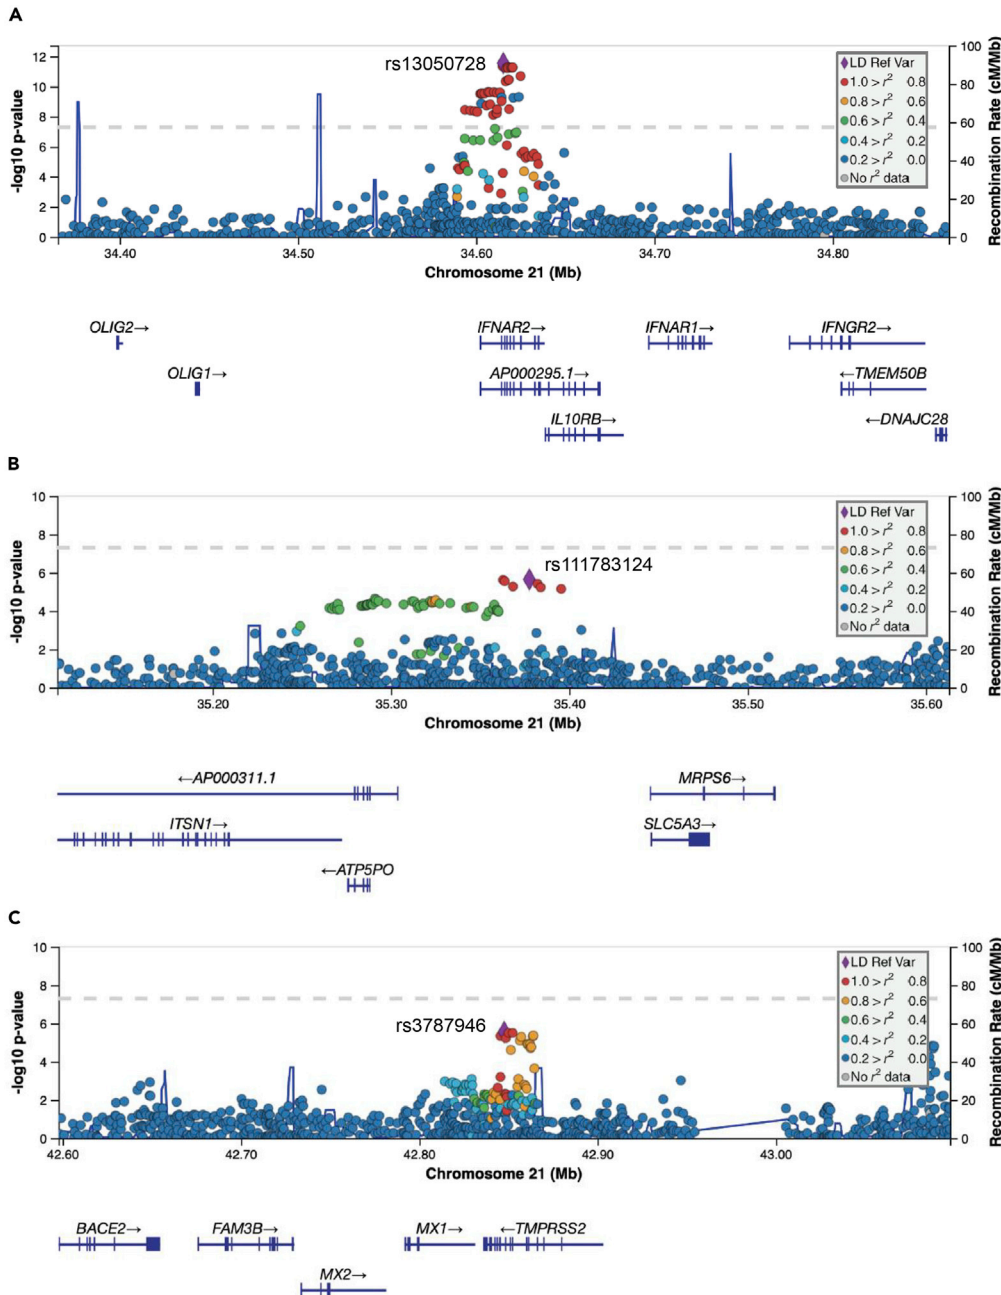 A
rs13050728
-log10 p-value
12
10
8
6
4
2
0
Recombination Rate (cM/Mb)
100
80
60
40
20
0
LD Ref Var
1.0 > r² 0.8
0.8 > r² 0.6
0.6 > r² 0.4
0.4 > r² 0.2
0.2 > r² 0.0
No r² data
34.40 34.50 34.60 34.70 34.80
Chromosome 21 (Mb)
OLIG2→ IFNAR2→ IFNAR1→ IFNGR2→
OLIG1→ AP000295.1→ ←TMEM50B
IL10RB→ ←DNAJC28
B
rs111783124
-log10 p-value
10
8
6
4
2
0
Recombination Rate (cM/Mb)
100
80
60
40
20
0
LD Ref Var
1.0 > r² 0.8
0.8 > r² 0.6
0.6 > r² 0.4
0.4 > r² 0.2
0.2 > r² 0.0
No r² data
35.20 35.30 35.40 35.50 35.60
Chromosome 21 (Mb)
←AP000311.1 MRPS6→
ITSN1→ SLC5A3→
←ATP5PO
C
rs3787946
-log10 p-value
10
8
6
4
2
0
Recombination Rate (cM/Mb)
100
80
60
40
20
0
LD Ref Var
1.0 > r² 0.8
0.8 > r² 0.6
0.6 > r² 0.4
0.4 > r² 0.2
0.2 > r² 0.0
No r² data
42.60 42.70 42.80 42.90 43.00
Chromosome 21 (Mb)
BACE2→ FAM3B→ MX1→ ←TMPRSS2
MX2→